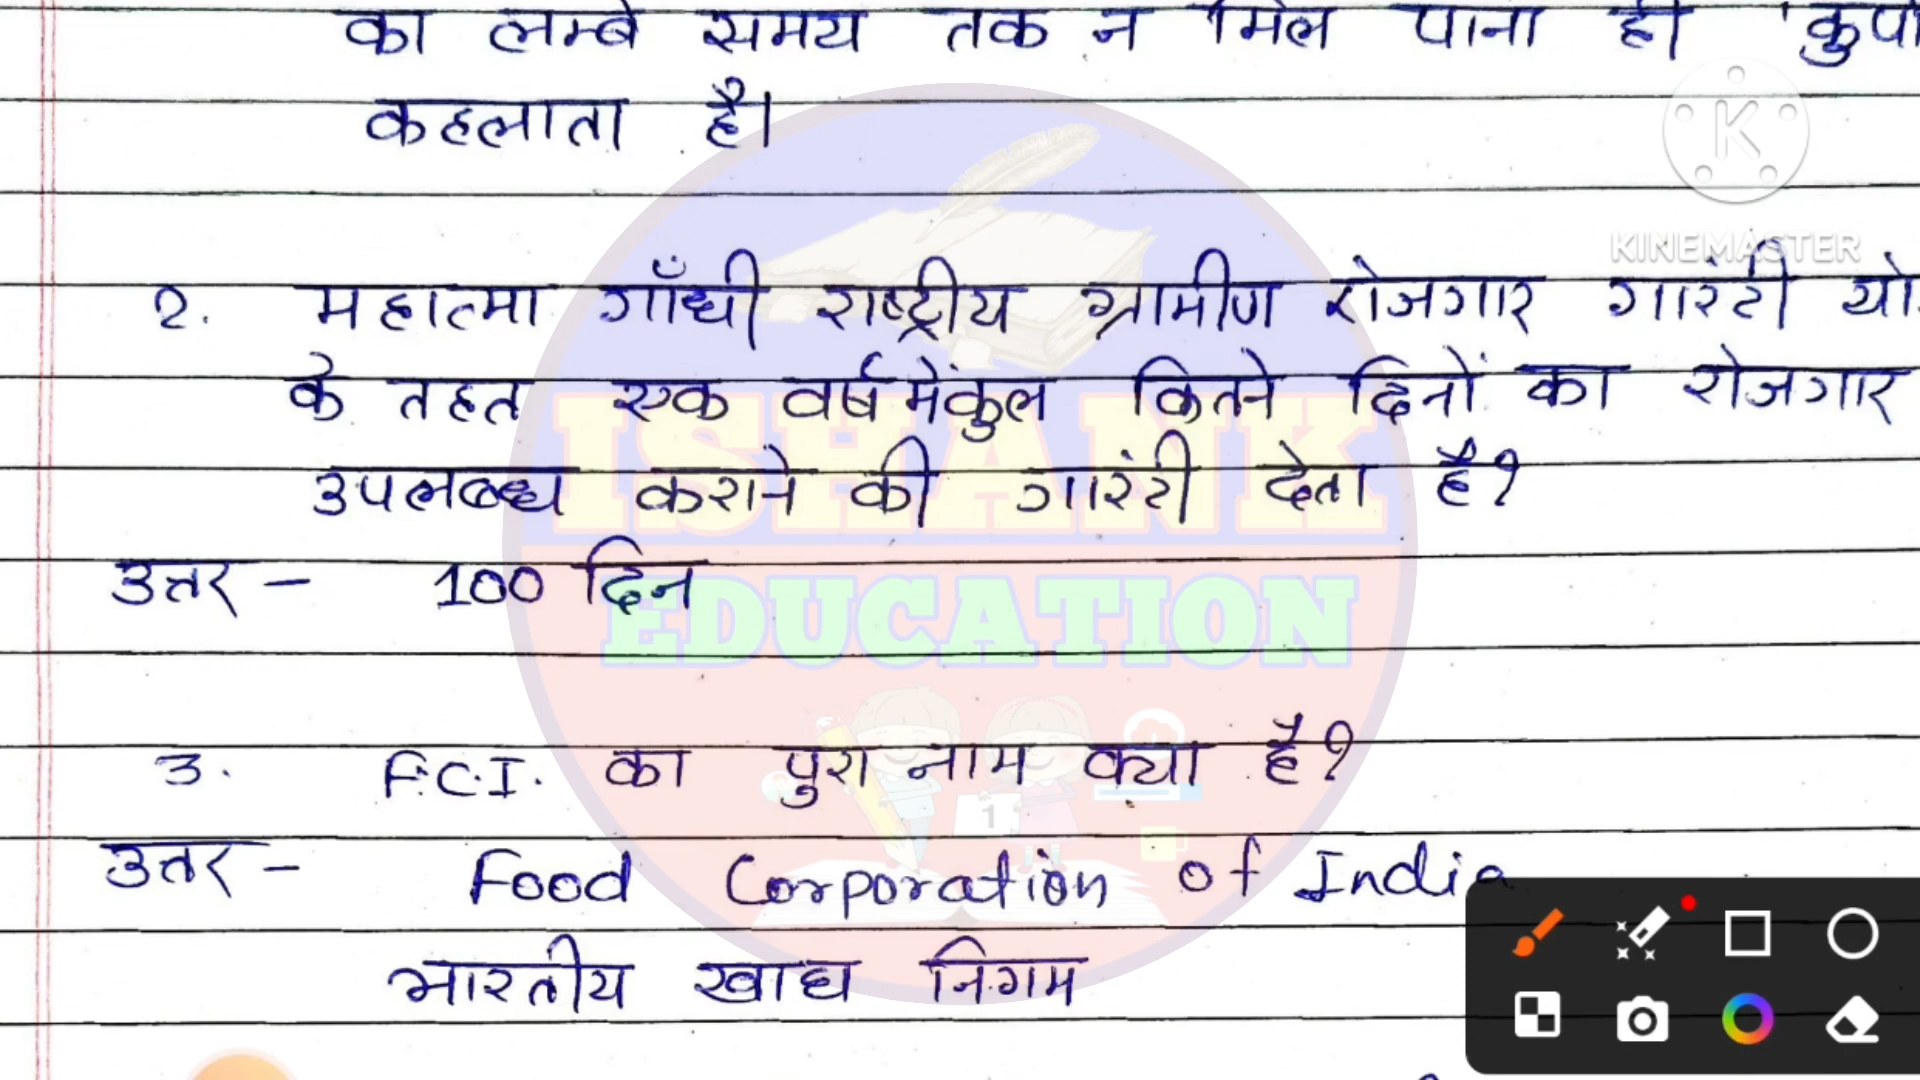 का लम्बे समय तक न मिल पाना ही 'कुपो
कहलाता है।
KINEMASTER
2. महात्मा गाँधी राष्ट्रीय ग्रामीण रोजगार गारंटी यो
के तहत एक वर्ष में कुल कितने दिनों का रोजगार
उपलब्ध कराने की गारंटी देता है?
ISHANK
उत्तर - 100 दिन
EDUCATION
3. F.C.I. का पुरा नाम क्या है?
उत्तर - Food Corporation of India
भारतीय खाद्य निगम